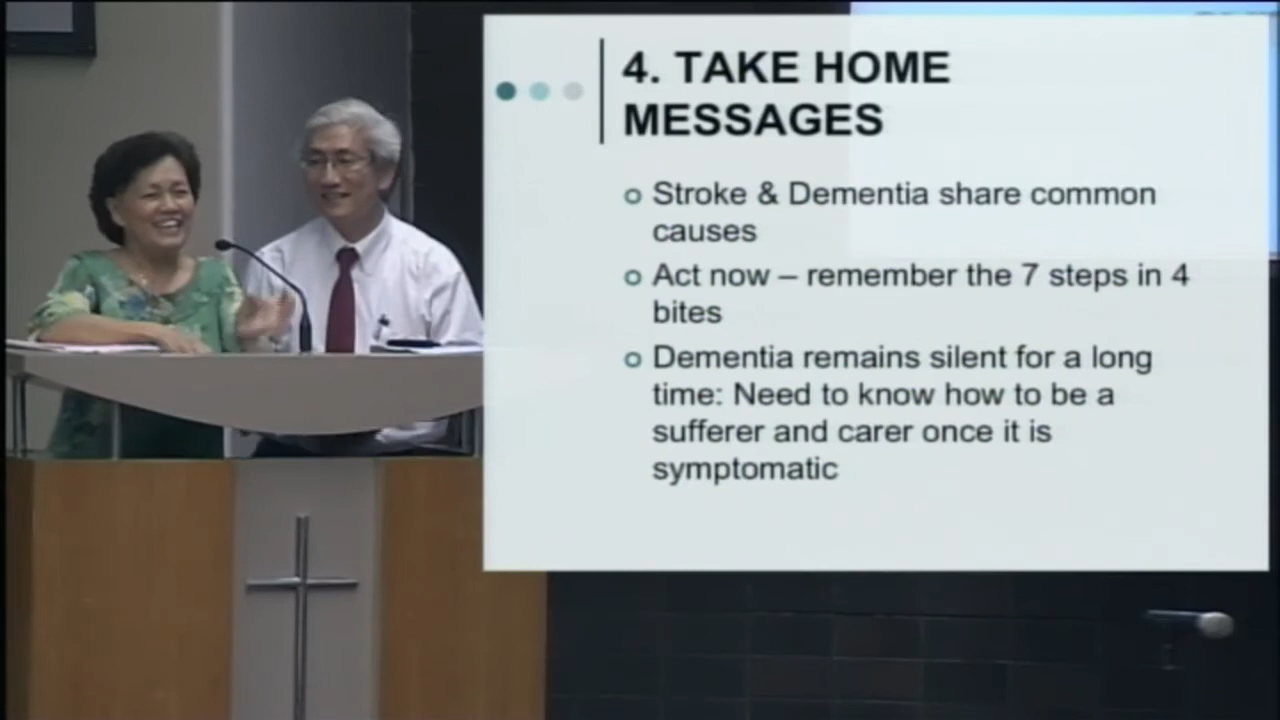 4. TAKE HOME
MESSAGES
Stroke & Dementia share common
causes
Act now – remember the 7 steps in 4
bites
Dementia remains silent for a long
time: Need to know how to be a
sufferer and carer once it is
symptomatic